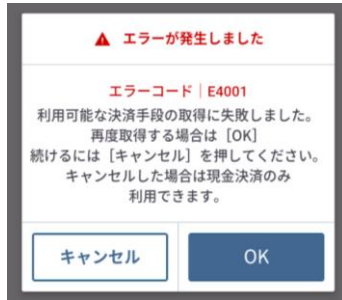 エラーが発生しました
エラーコード｜E4001
利用可能な決済手段の取得に失敗しました。
再度取得する場合は［OK］
続けるには［キャンセル］を押してください。
キャンセルした場合は現金決済のみ
利用できます。
キャンセル
OK